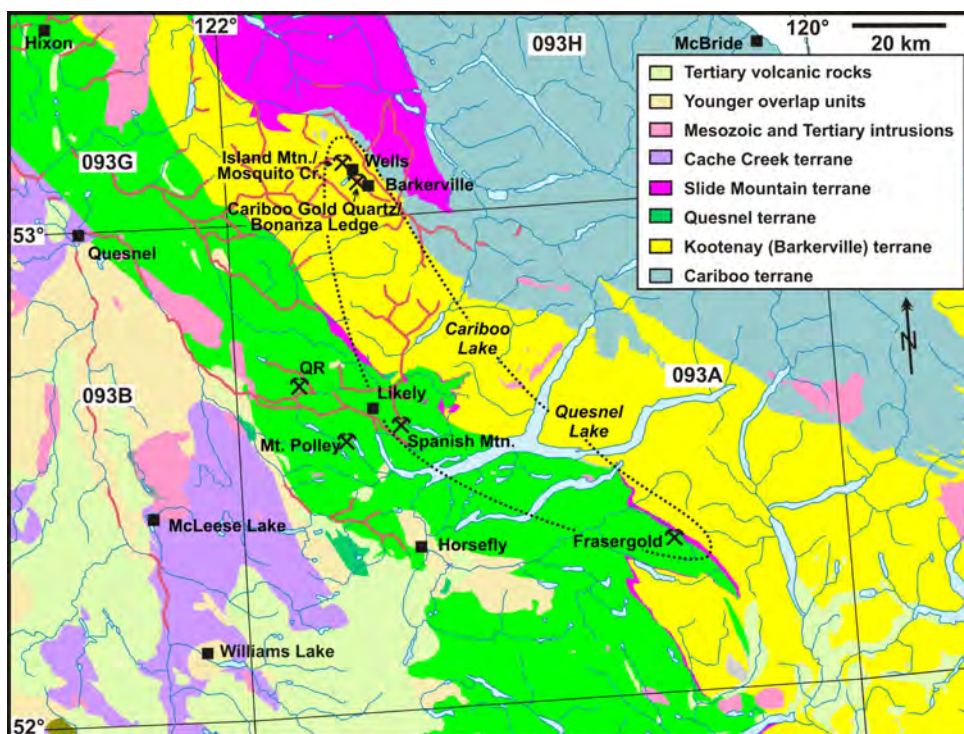 Hixon
122°
093H
McBride
120°
20 km
Tertiary volcanic rocks
Younger overlap units
Mesozoic and Tertiary intrusions
Cache Creek terrane
Slide Mountain terrane
Quesnel terrane
Kootenay (Barkerville) terrane
Cariboo terrane
093G
Island Mtn./
Mosquito Cr.
Wells
Barkerville
Cariboo Gold Quartz/
Bonanza Ledge
53°
Quesnel
N
Cariboo
Lake
093A
QR
093B
Likely
Quesnel
Lake
Mt. Polley
Spanish Mtn.
McLeese Lake
Horsefly
Frasergold
Williams Lake
52°